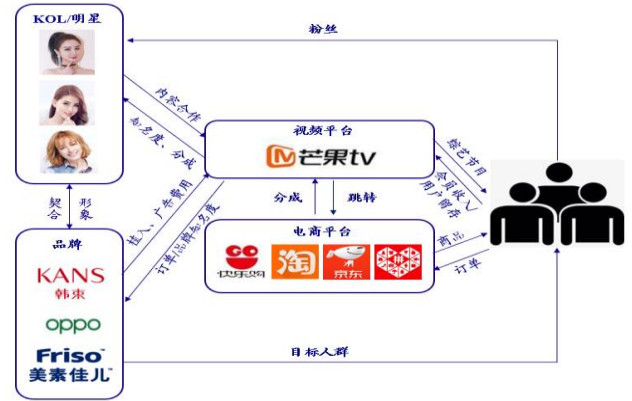 KOL/明星
粉丝
内容合作
知名度、分成
视频平台
芒果tv
综艺节目
会员收入/
用户留存
契合
形象
植入、广告费用
订单/品牌知名度
分成
跳转
电商平台
快乐购
淘
京东
拼
商品
订单
品牌
KANS
韩束
oppo
Friso
美素佳儿
目标人群